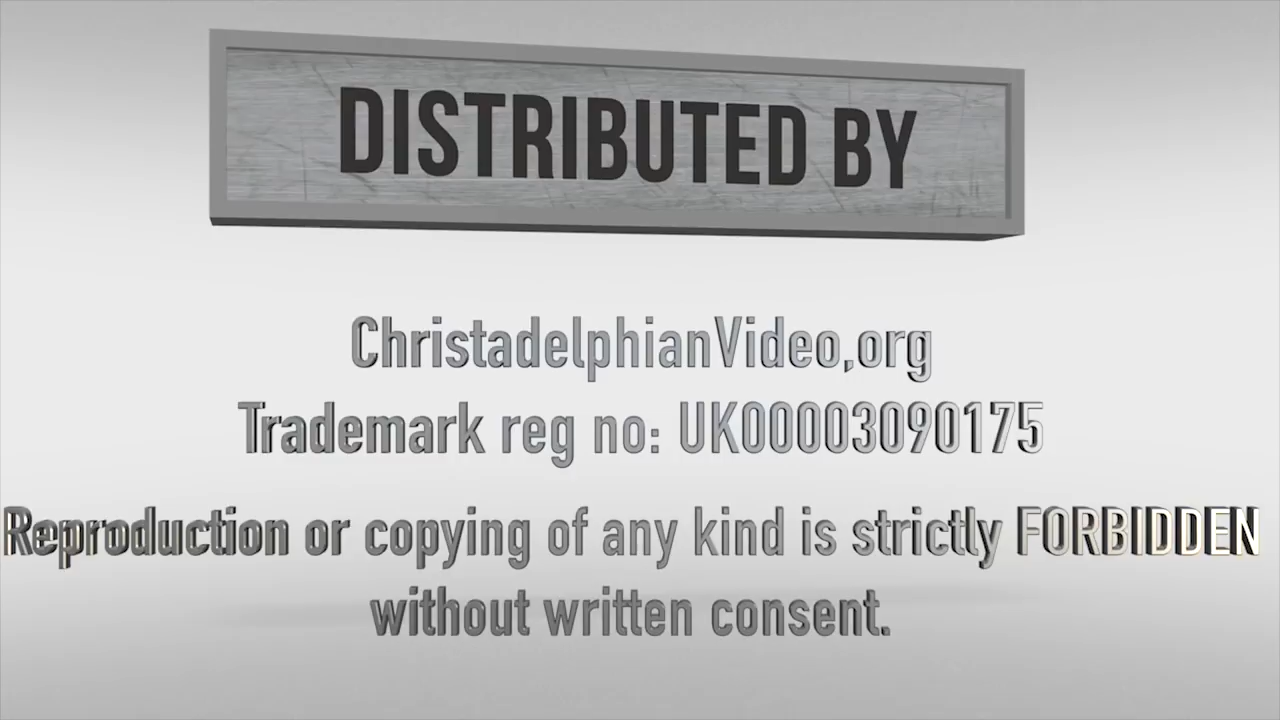 DISTRIBUTED BY
ChristadelphianVideo,org
Trademark reg no: UK00003090175
Reproduction or copying of any kind is strictly FORBIDDEN
without written consent.